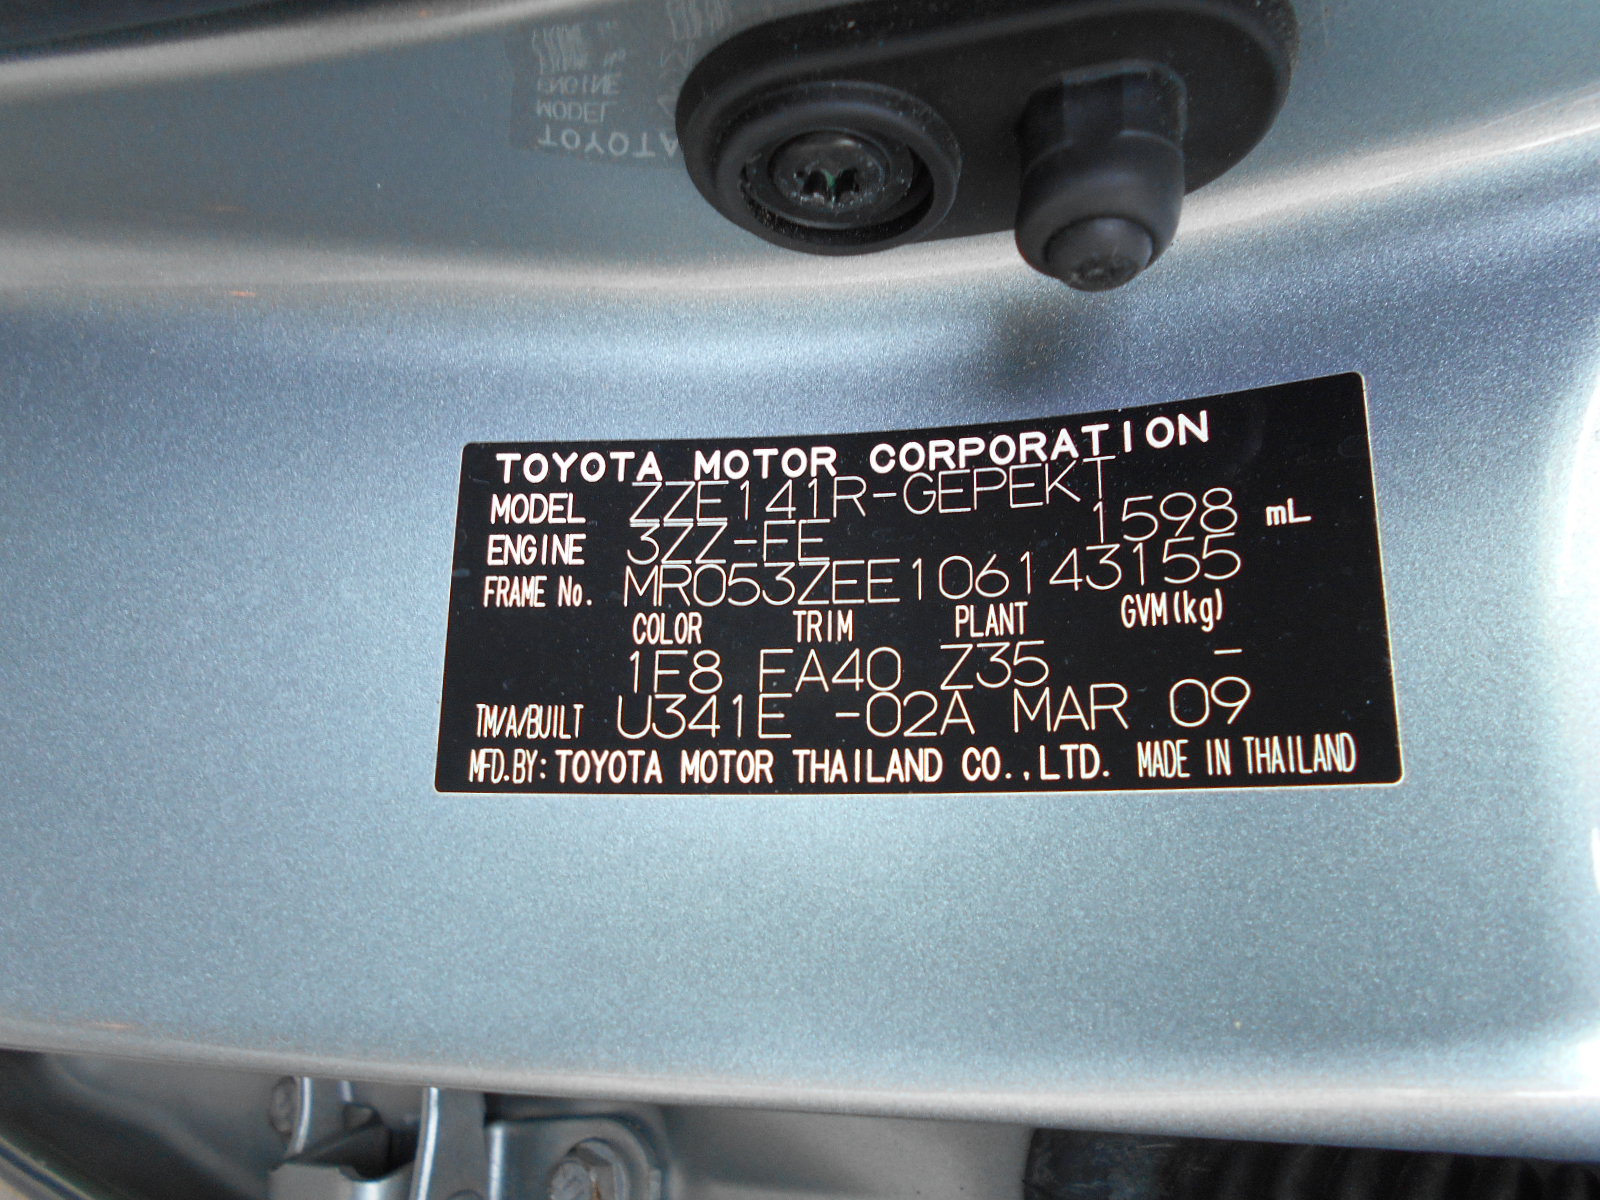 TOYOTA MOTOR CORPORATION
MODEL ZZE141R-GEPEKT
ENGINE 3ZZ-FE 1598 mL
FRAME No. MR053ZEE106143155
COLOR TRIM PLANT GVM(kg)
1F8 FA40 Z35 -
TM/A/BUILT U341E -02A MAR 09
MFD.BY: TOYOTA MOTOR THAILAND CO.,LTD. MADE IN THAILAND